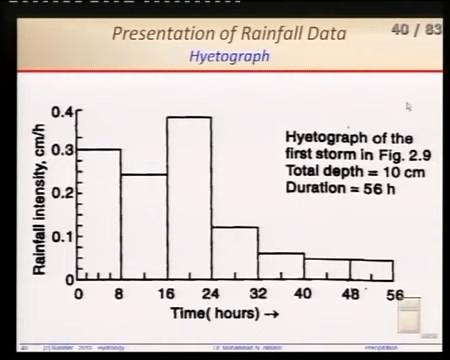 Presentation of Rainfall Data
40 / 83
Hyetograph
0.4
0.3
0.2
0.1
0
Rainfall intensity, cm/h
Hyetograph of the
first storm in Fig. 2.9
Total depth = 10 cm
Duration = 56 h
0 8 16 24 32 40 48 56
Time( hours) →